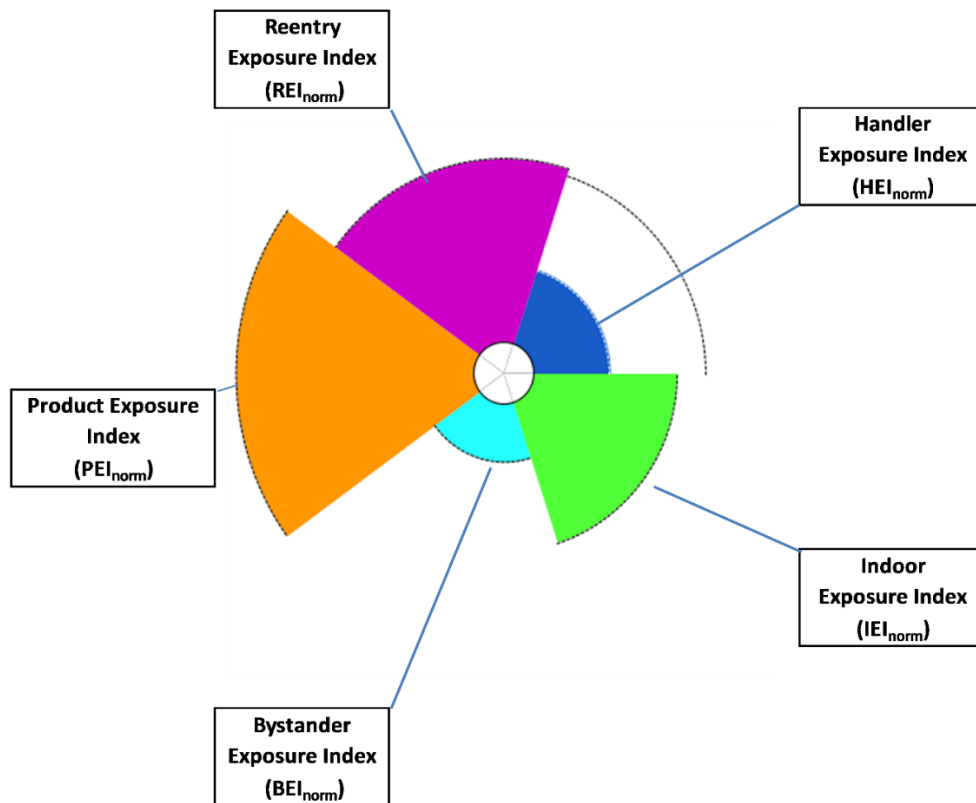 Reentry
Exposure Index
(REInorm)
Handler
Exposure Index
(HEInorm)
Product Exposure
Index
(PEInorm)
Indoor
Exposure Index
(IEInorm)
Bystander
Exposure Index
(BEInorm)